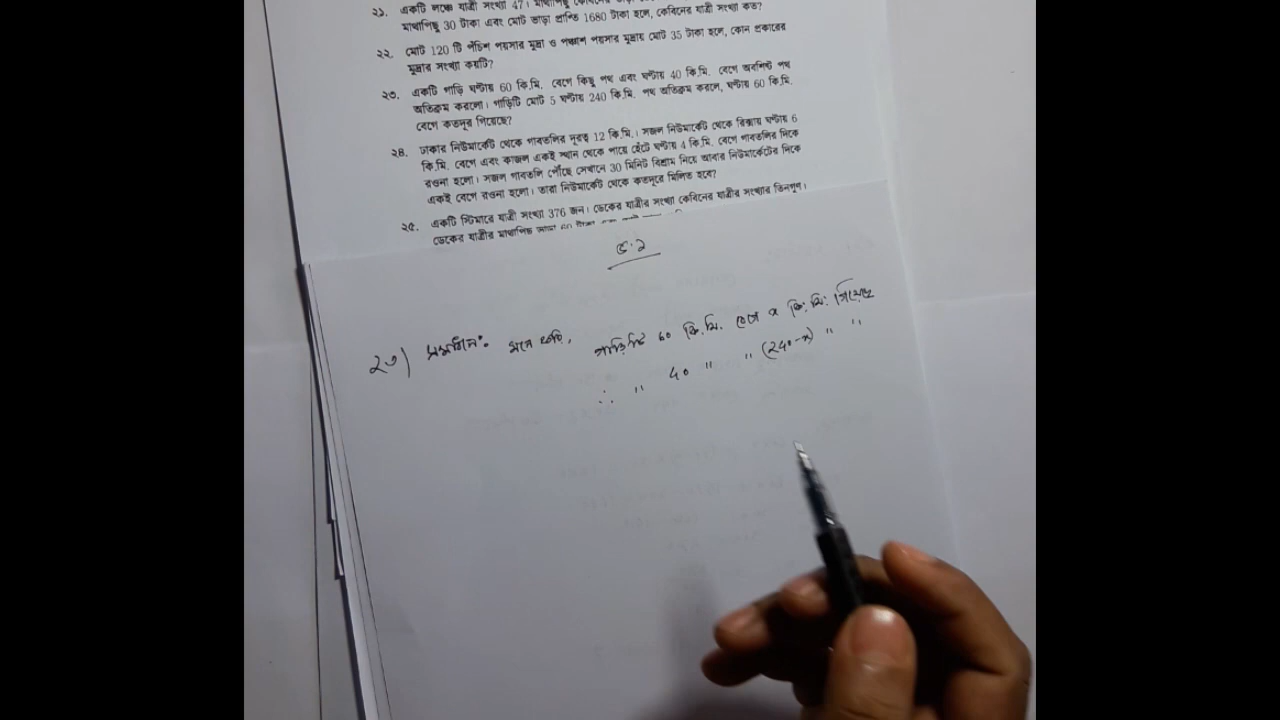 ২১. একটি লঞ্চে যাত্রী সংখ্যা 47। মাথাপিছু কেবিনের ভাড়া
মাথাপিছু 30 টাকা এবং মোট ভাড়া প্রাপ্তি 1680 টাকা হলে, কেবিনের যাত্রী সংখ্যা কত?
২২. মোট 120 টি পঁচিশ পয়সার মুদ্রা ও পঞ্চাশ পয়সার মুদ্রায় মোট 35 টাকা হলে, কোন প্রকারের
মুদ্রার সংখ্যা কয়টি?
২৩. একটি গাড়ি ঘণ্টায় 60 কি.মি. বেগে কিছু পথ এবং ঘণ্টায় 40 কি.মি. বেগে অবশিষ্ট পথ
অতিক্রম করলো। গাড়িটি মোট 5 ঘণ্টায় 240 কি.মি. পথ অতিক্রম করলে, ঘণ্টায় 60 কি.মি.
বেগে কতদূর গিয়েছে?
২৪. ঢাকার নিউমার্কেট থেকে গাবতলির দূরত্ব 12 কি.মি.। সজল নিউমার্কেট থেকে রিক্সায় ঘণ্টায় 6
কি.মি. বেগে এবং কাজল একই স্থান থেকে পায়ে হেঁটে ঘণ্টায় 4 কি.মি. বেগে গাবতলির দিকে
রওনা হলো। সজল গাবতলি পৌঁছে সেখানে 30 মিনিট বিশ্রাম নিয়ে আবার নিউমার্কেটের দিকে
একই বেগে রওনা হলো। তারা নিউমার্কেট থেকে কতদূরে মিলিত হবে?
২৫. একটি স্টিমারে যাত্রী সংখ্যা 376 জন। ডেকের যাত্রীর সংখ্যা কেবিনের যাত্রীর সংখ্যার তিনগুণ।
ডেকের যাত্রীর মাথাপিছু ভাড়া 60 টাকা
৫.১
২৩) সমাধান: মনে করি, গাড়িটি ৬০ কি.মি. বেগে x কি.মি. গিয়েছে
∴ " ৪০ " " (২৪০-x) " "